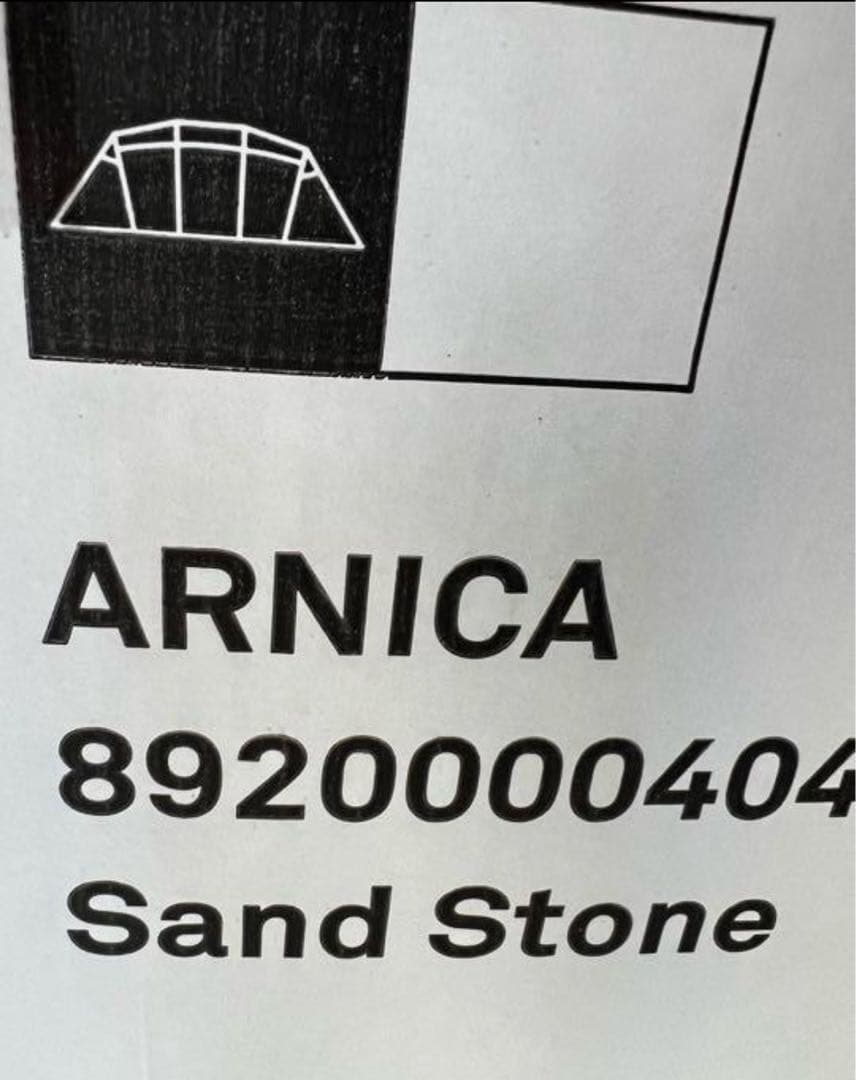 ARNICA
8920000404
Sand Stone